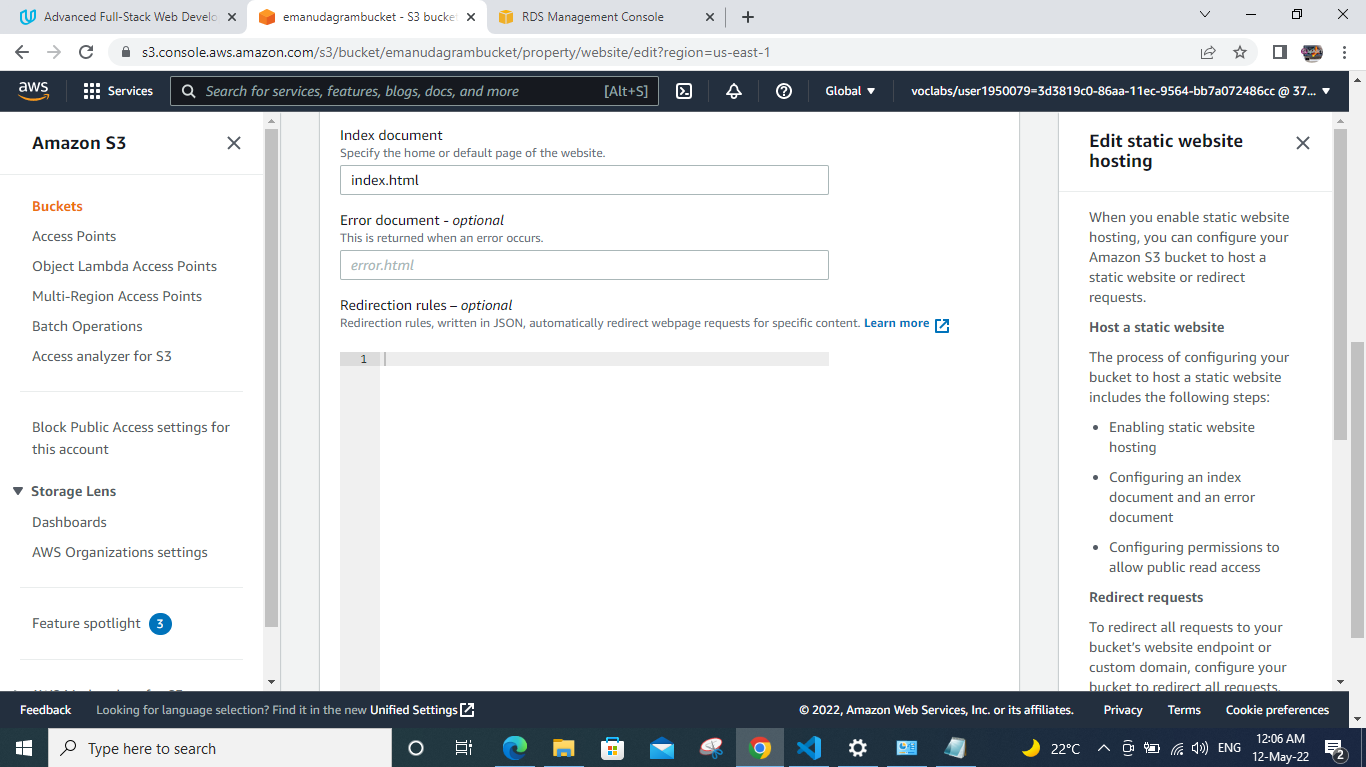 Advanced Full-Stack Web Develo
emanudagrambucket - S3 bucket
RDS Management Console
s3.console.aws.amazon.com/s3/bucket/emanudagrambucket/property/website/edit?region=us-east-1
aws
Services
Search for services, features, blogs, docs, and more
[Alt+S]
Global
voclabs/user1950079=3d3819c0-86aa-11ec-9564-bb7a072486cc @ 37...
Amazon S3
Buckets
Access Points
Object Lambda Access Points
Multi-Region Access Points
Batch Operations
Access analyzer for S3
Block Public Access settings for
this account
Storage Lens
Dashboards
AWS Organizations settings
Feature spotlight 3
Index document
Specify the home or default page of the website.
index.html
Error document - optional
This is returned when an error occurs.
error.html
Redirection rules – optional
Redirection rules, written in JSON, automatically redirect webpage requests for specific content. Learn more
1
Edit static website
hosting
When you enable static website
hosting, you can configure your
Amazon S3 bucket to host a
static website or redirect
requests.
Host a static website
The process of configuring your
bucket to host a static website
includes the following steps:
• Enabling static website
hosting
• Configuring an index
document and an error
document
• Configuring permissions to
allow public read access
Redirect requests
To redirect all requests to your
bucket's website endpoint or
custom domain, configure your
bucket to redirect all requests.
Feedback
Looking for language selection? Find it in the new Unified Settings
© 2022, Amazon Web Services, Inc. or its affiliates.
Privacy
Terms
Cookie preferences
Type here to search
22°C
ENG
12:06 AM
12-May-22
2